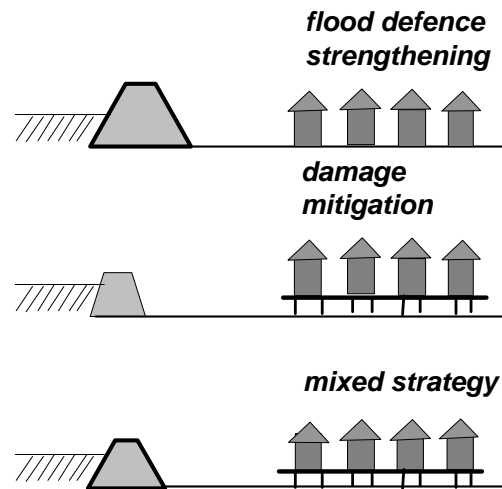 flood defence
strengthening
damage
mitigation
mixed strategy